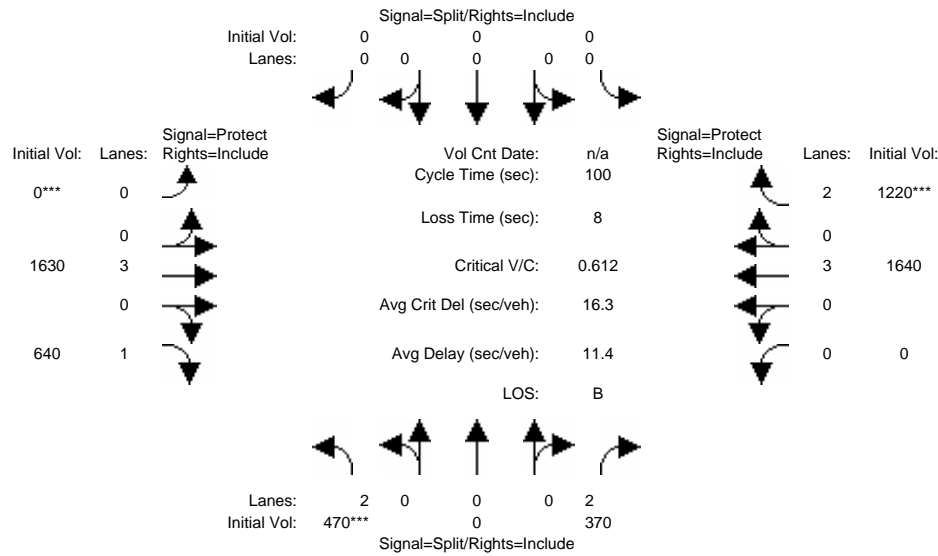 Signal=Split/Rights=Include
Initial Vol: 0 0 0
Lanes: 0 0 0 0 0
Signal=Protect Signal=Protect
Initial Vol: Lanes: Rights=Include Vol Cnt Date: n/a Rights=Include Lanes: Initial Vol:
Cycle Time (sec): 100
0*** 0 2 1220***
Loss Time (sec): 8
0 0
1630 3 Critical V/C: 0.612 3 1640
0 Avg Crit Del (sec/veh): 16.3 0
640 1 Avg Delay (sec/veh): 11.4 0 0
LOS: B
Lanes: 2 0 0 0 2
Initial Vol: 470*** 0 370
Signal=Split/Rights=Include